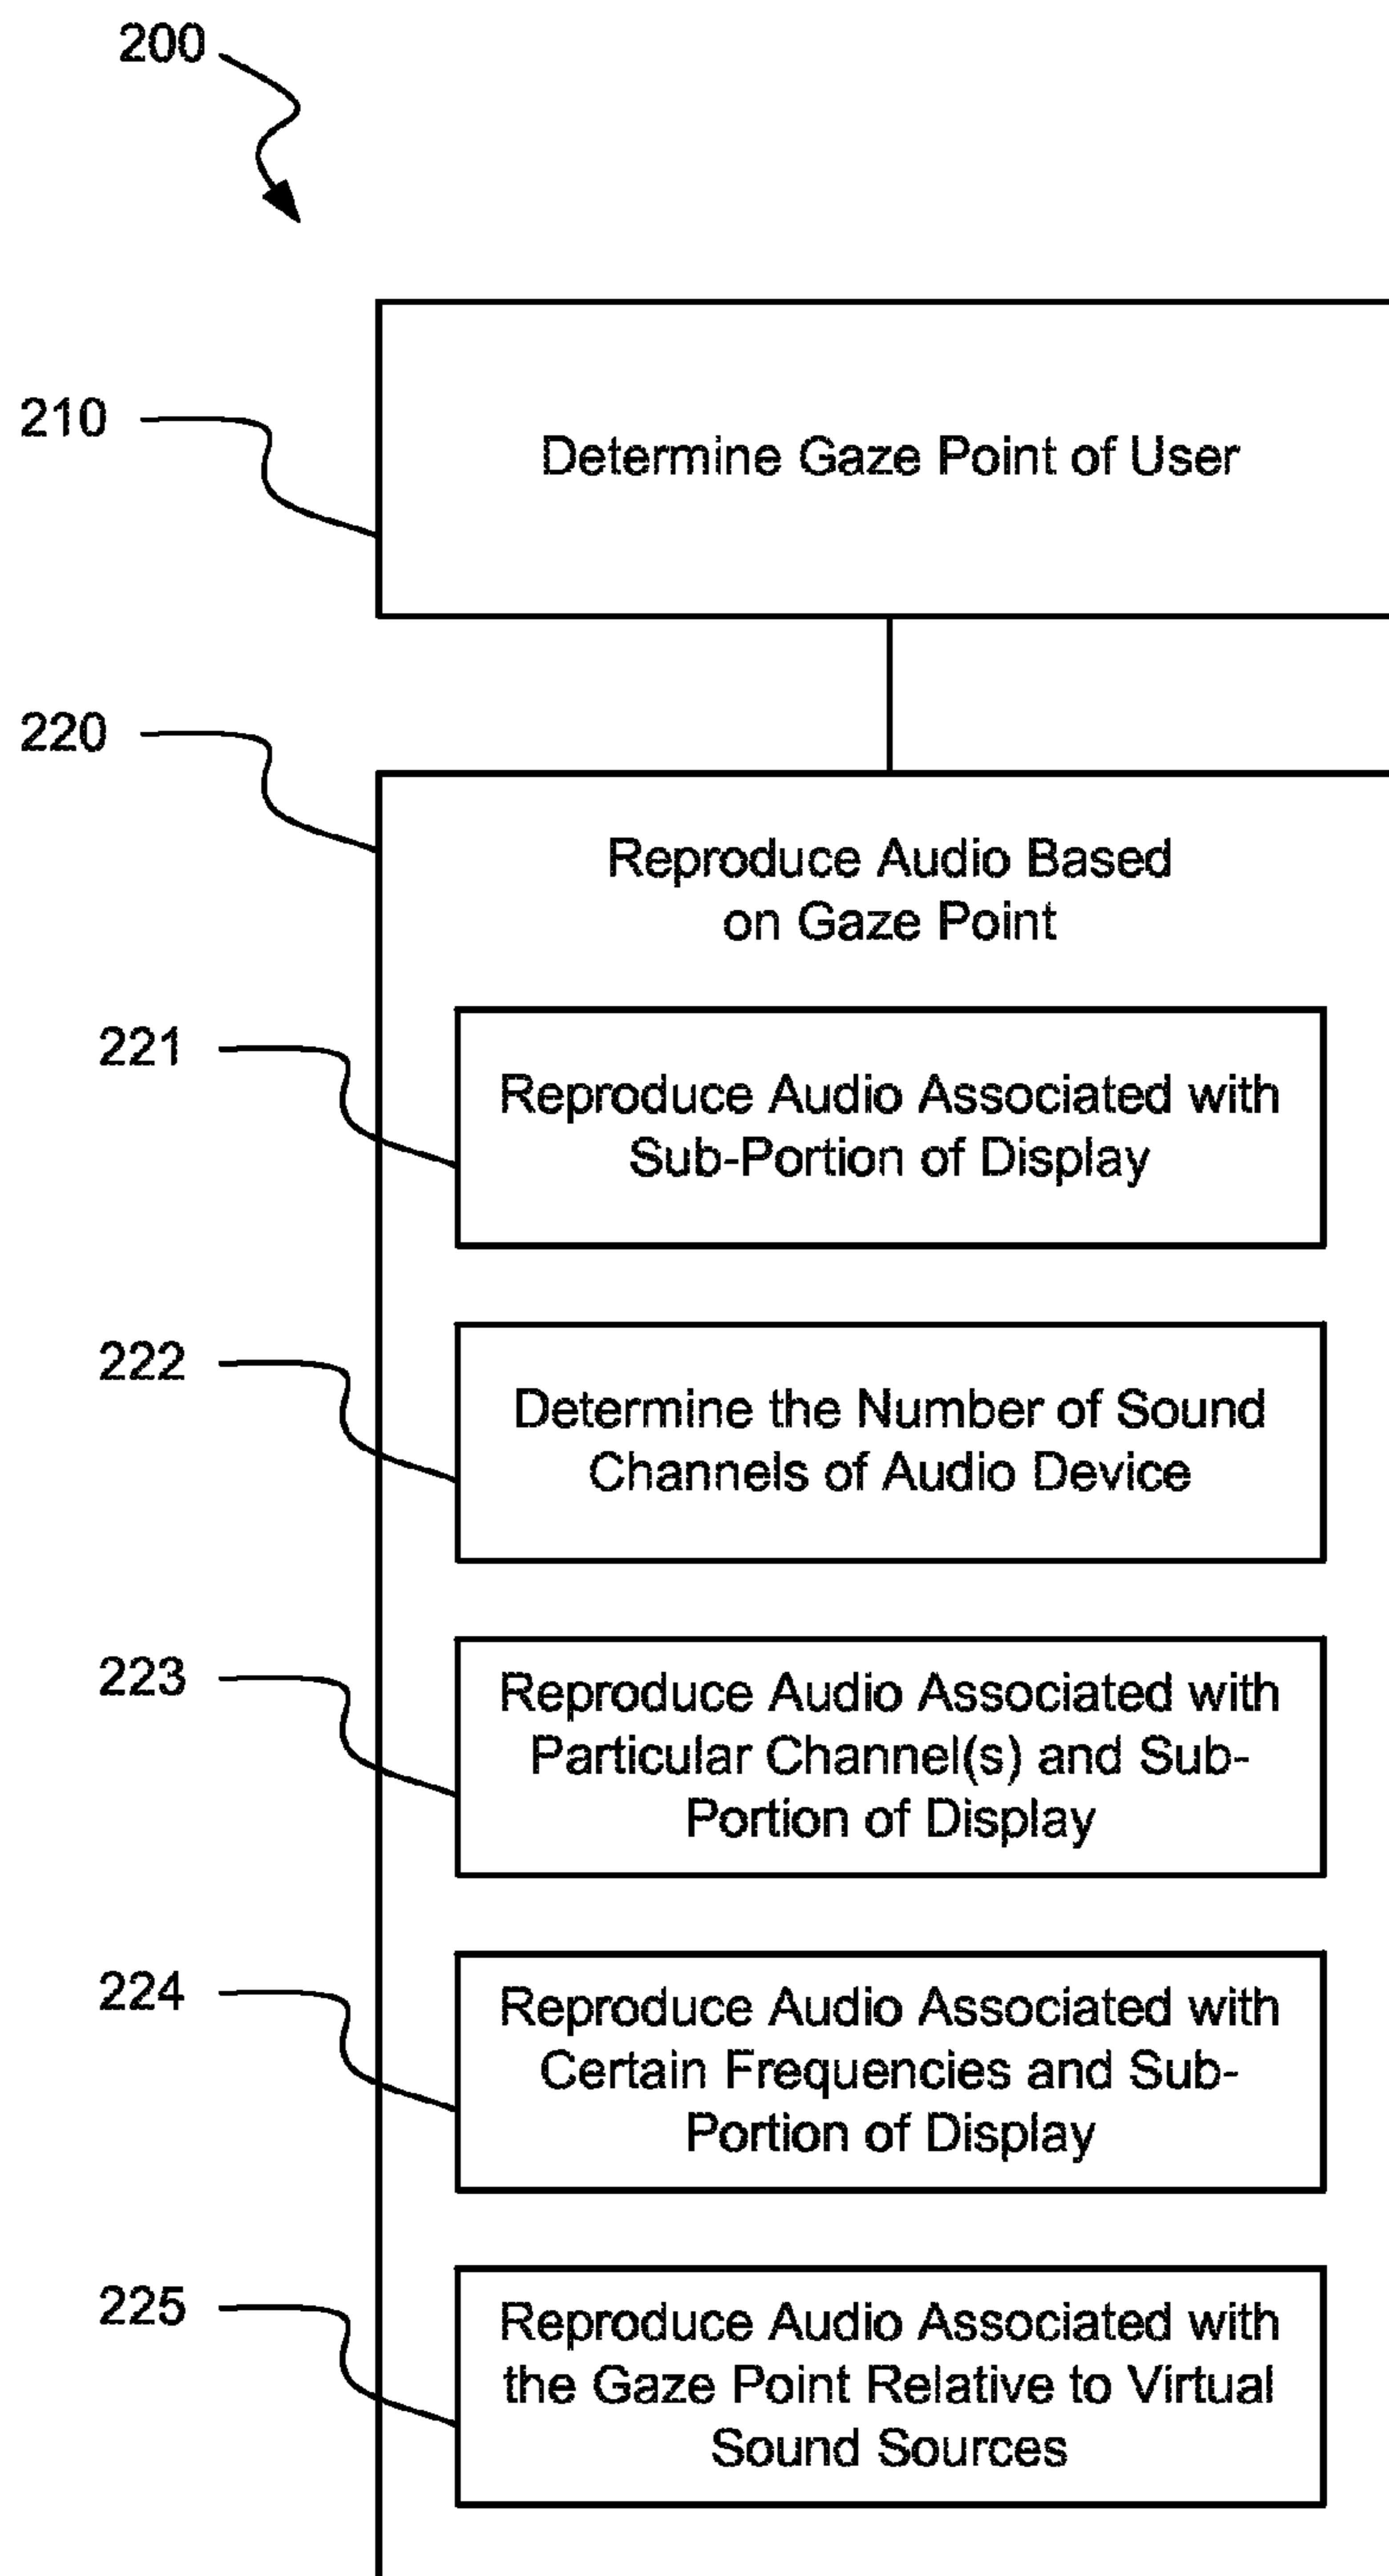 200
210
Determine Gaze Point of User
220
Reproduce Audio Based
on Gaze Point
221
Reproduce Audio Associated with
Sub-Portion of Display
222
Determine the Number of Sound
Channels of Audio Device
223
Reproduce Audio Associated with
Particular Channel(s) and Sub-
Portion of Display
224
Reproduce Audio Associated with
Certain Frequencies and Sub-
Portion of Display
225
Reproduce Audio Associated with
the Gaze Point Relative to Virtual
Sound Sources